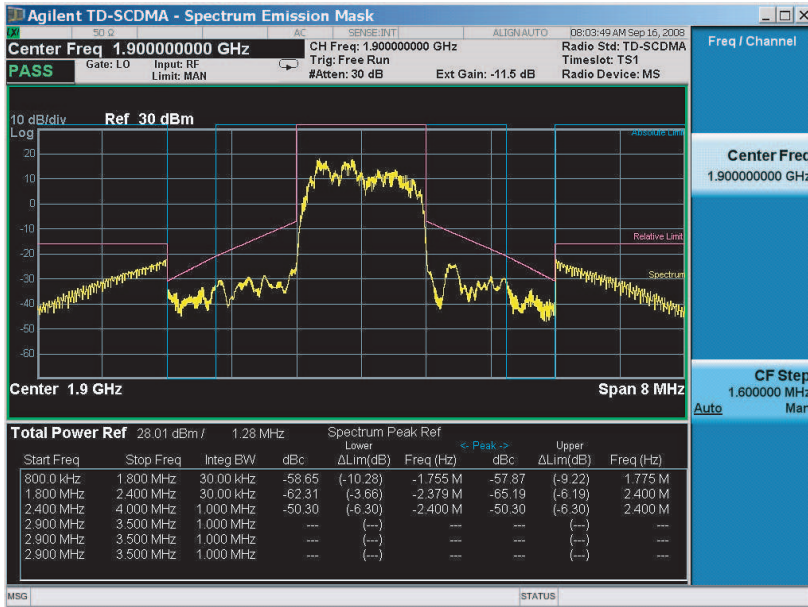 Agilent TD-SCDMA - Spectrum Emission Mask
LXI 50 Ω AC SENSE:INT ALIGN AUTO 08:03:49 AM Sep 16, 2008
Center Freq 1.900000000 GHz
CH Freq: 1.900000000 GHz
Radio Std: TD-SCDMA
Gate: LO Input: RF
Trig: Free Run
Timeslot: TS1
PASS
Limit: MAN
#Atten: 30 dB Ext Gain: -11.5 dB
Radio Device: MS
Freq / Channel
Center Freq
1.900000000 GHz
CF Step
1.600000 MHz
Auto Man
10 dB/div Ref 30 dBm
Log
Absolute Limit
20
10
0
-10
Relative Limit
-20
Spectrum
-30
-40
-50
-60
Center 1.9 GHz Span 8 MHz
Total Power Ref 28.01 dBm / 1.28 MHz Spectrum Peak Ref
Lower <- Peak -> Upper
Start Freq Stop Freq Integ BW dBc ΔLim(dB) Freq (Hz) dBc ΔLim(dB) Freq (Hz)
800.0 kHz 1.800 MHz 30.00 kHz -58.65 (-10.28) -1.755 M -57.87 (-9.22) 1.775 M
1.800 MHz 2.400 MHz 30.00 kHz -62.31 (-3.66) -2.379 M -65.19 (-6.19) 2.400 M
2.400 MHz 4.000 MHz 1.000 MHz -50.30 (-6.30) -2.400 M -50.30 (-6.30) 2.400 M
2.900 MHz 3.500 MHz 1.000 MHz --- (---) --- --- (---) ---
2.900 MHz 3.500 MHz 1.000 MHz --- (---) --- --- (---) ---
2.900 MHz 3.500 MHz 1.000 MHz --- (---) --- --- (---) ---
MSG STATUS